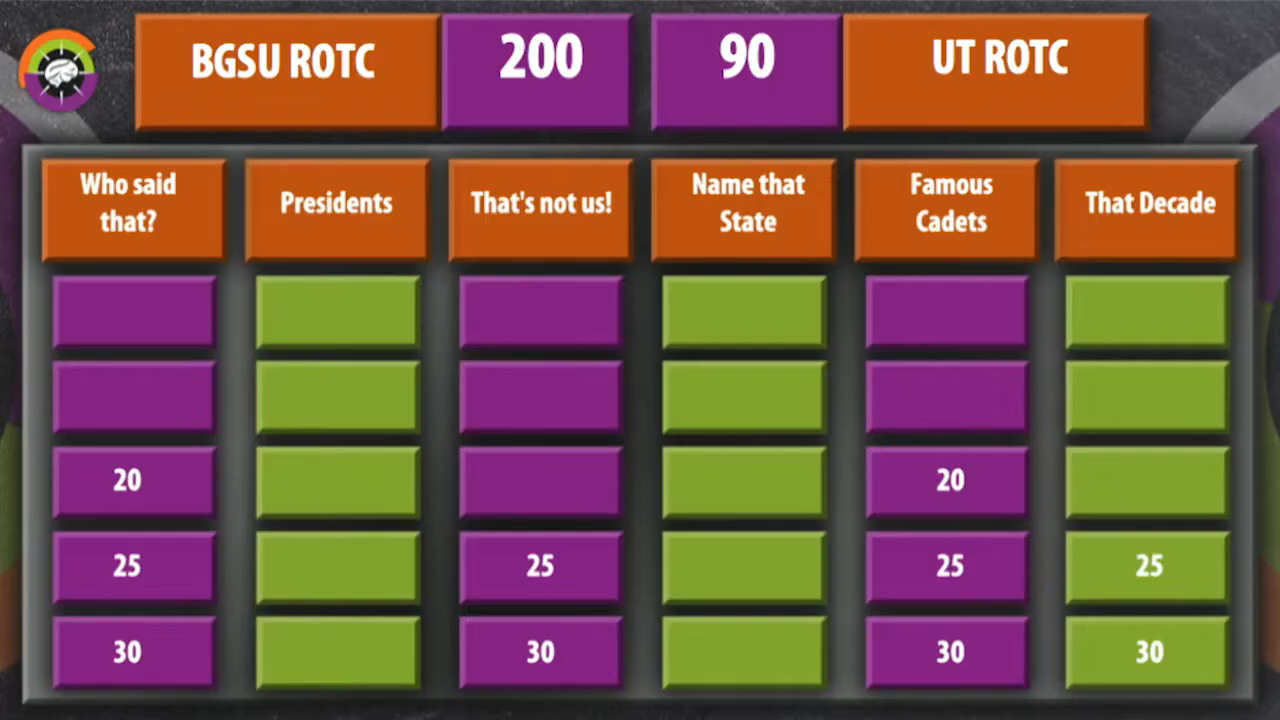 BGSU ROTC
200
90
UT ROTC
Who said
that?
Presidents
That's not us!
Name that
State
Famous
Cadets
That Decade
20
20
25
25
25
25
30
30
30
30